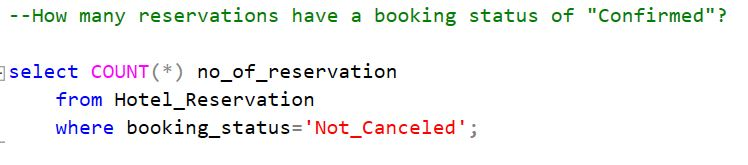 --How many reservations have a booking status of "Confirmed"?
select COUNT(*) no_of_reservation
from Hotel_Reservation
where booking_status='Not_Canceled';